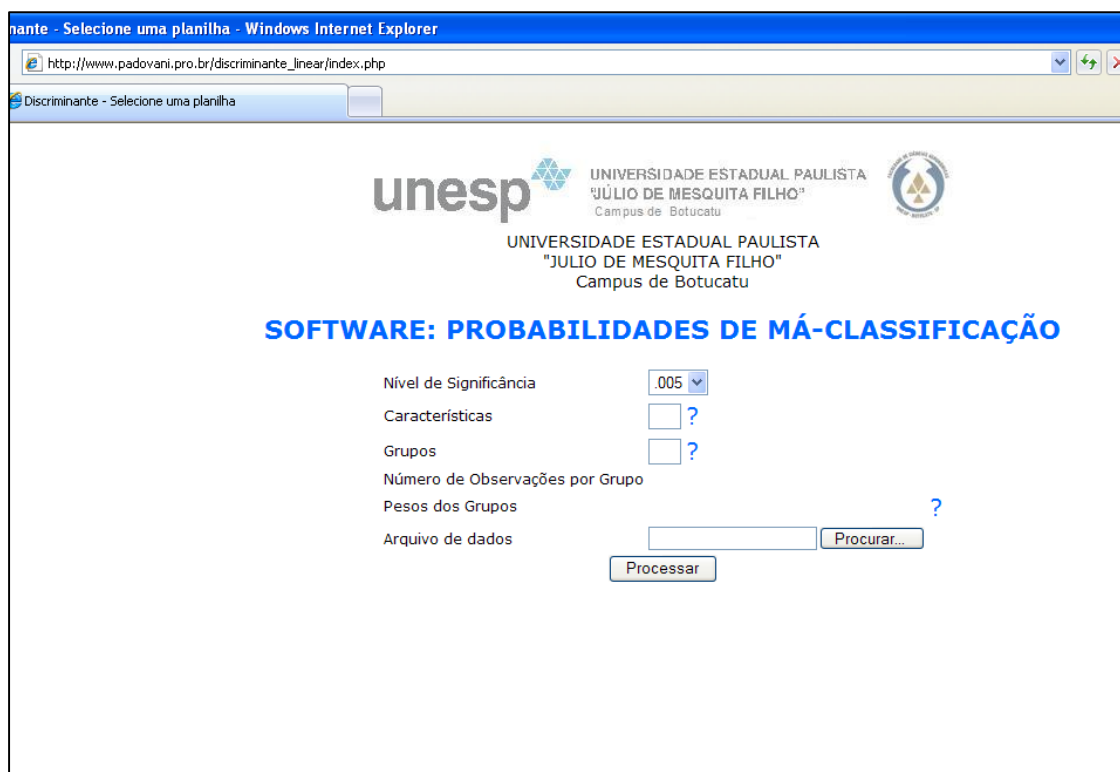 nante - Selecione uma planilha - Windows Internet Explorer
http://www.padovani.pro.br/discriminante_linear/index.php
Discriminante - Selecione uma planilha
unesp
UNIVERSIDADE ESTADUAL PAULISTA
"JÚLIO DE MESQUITA FILHO"
Campus de Botucatu
UNIVERSIDADE ESTADUAL PAULISTA
"JULIO DE MESQUITA FILHO"
Campus de Botucatu
SOFTWARE: PROBABILIDADES DE MÁ-CLASSIFICAÇÃO
Nível de Significância .005
Características ?
Grupos ?
Número de Observações por Grupo
Pesos dos Grupos ?
Arquivo de dados Procurar...
Processar